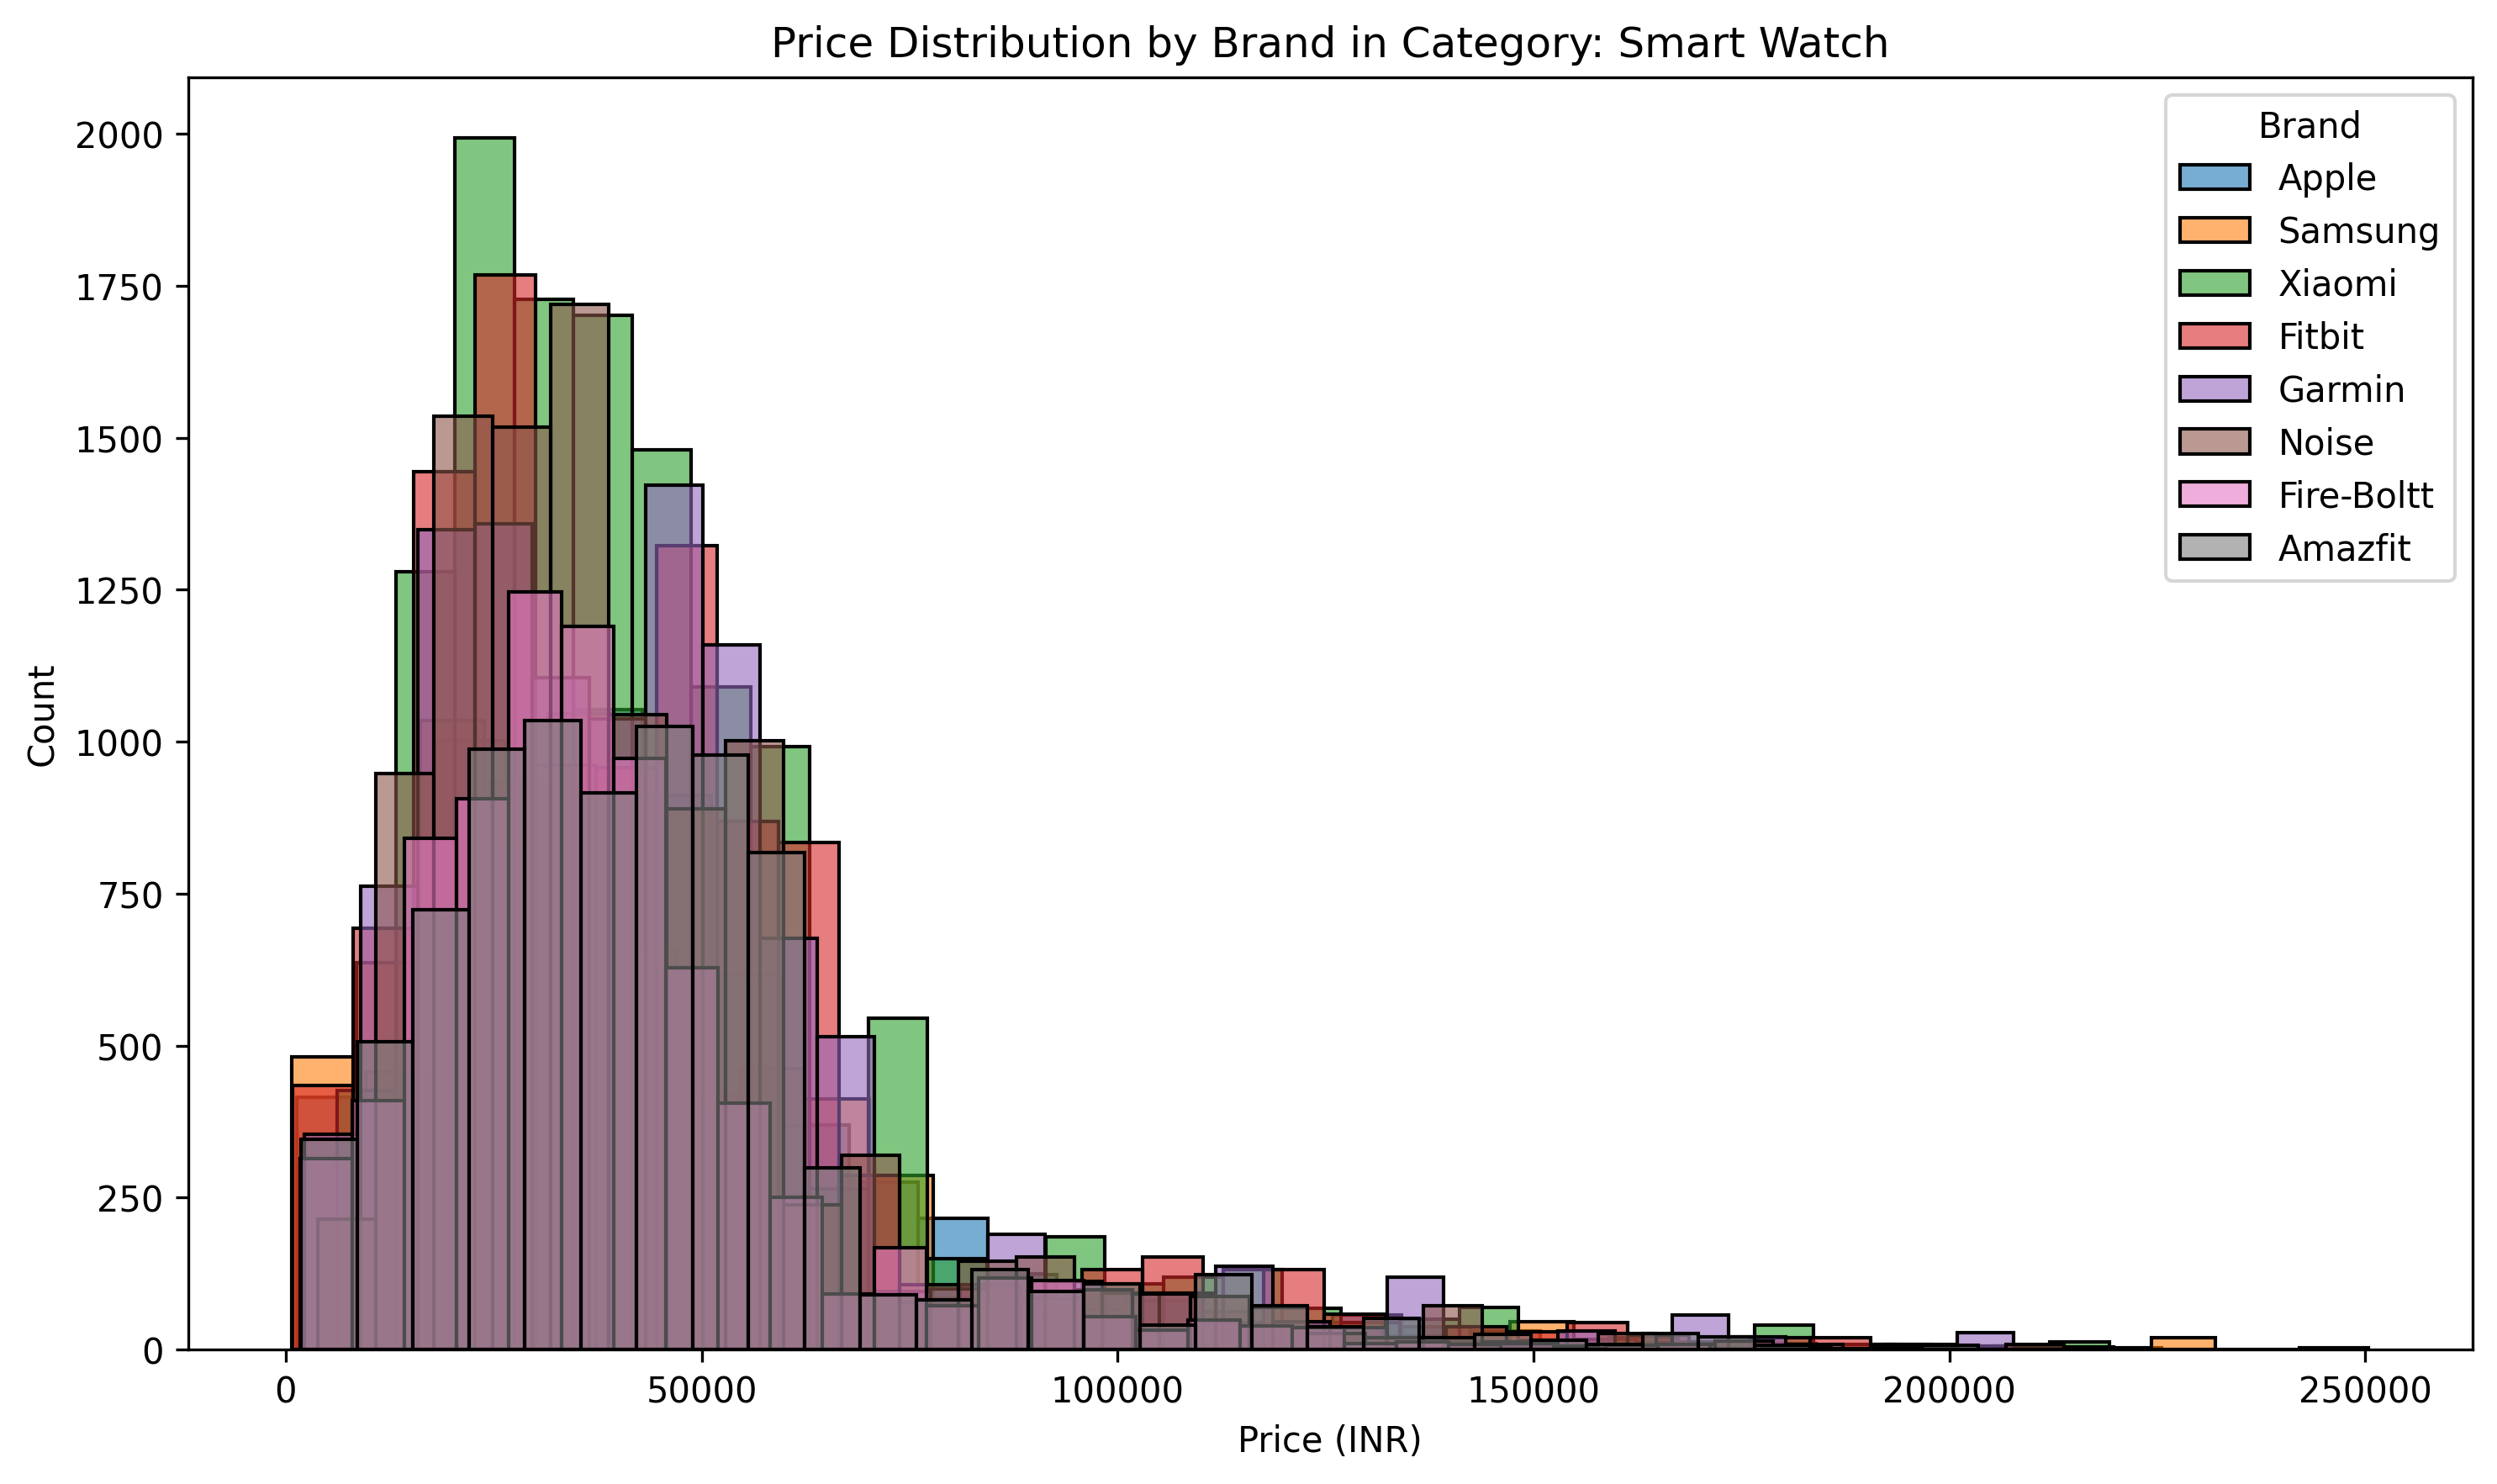 Price Distribution by Brand in Category: Smart Watch
Brand
Apple
Samsung
Xiaomi
Fitbit
Garmin
Noise
Fire-Boltt
Amazfit
Count
2000
1750
1500
1250
1000
750
500
250
0
0 50000 100000 150000 200000 250000
Price (INR)